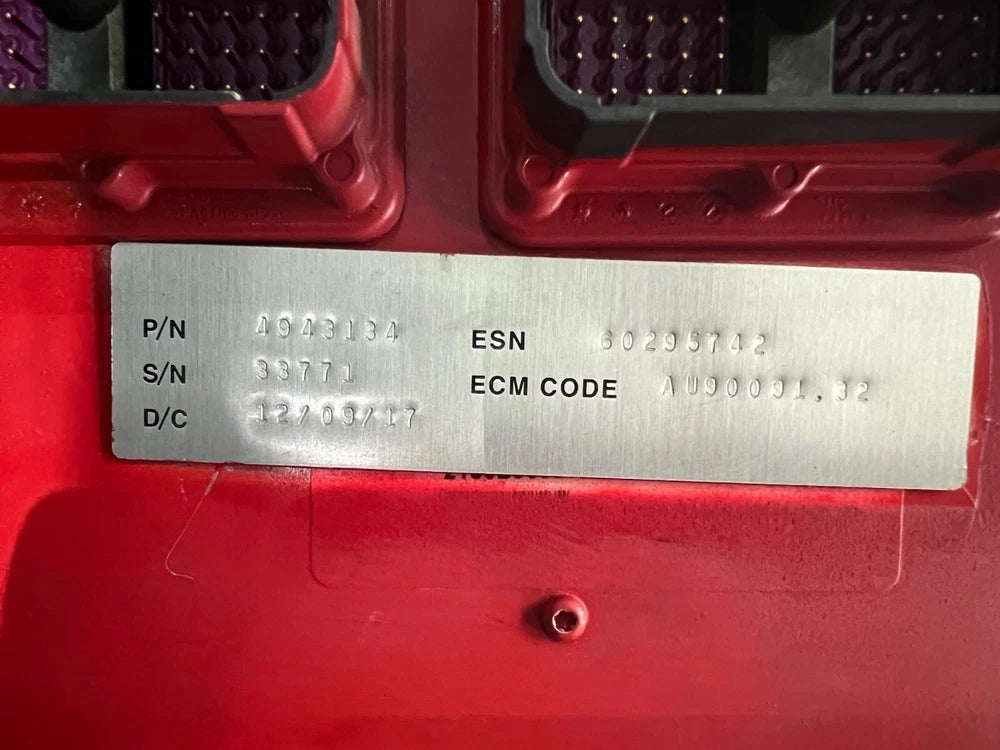 P/N 4943134
S/N 33771
D/C 12/09/17
ESN 60295742
ECM CODE AU90091.32